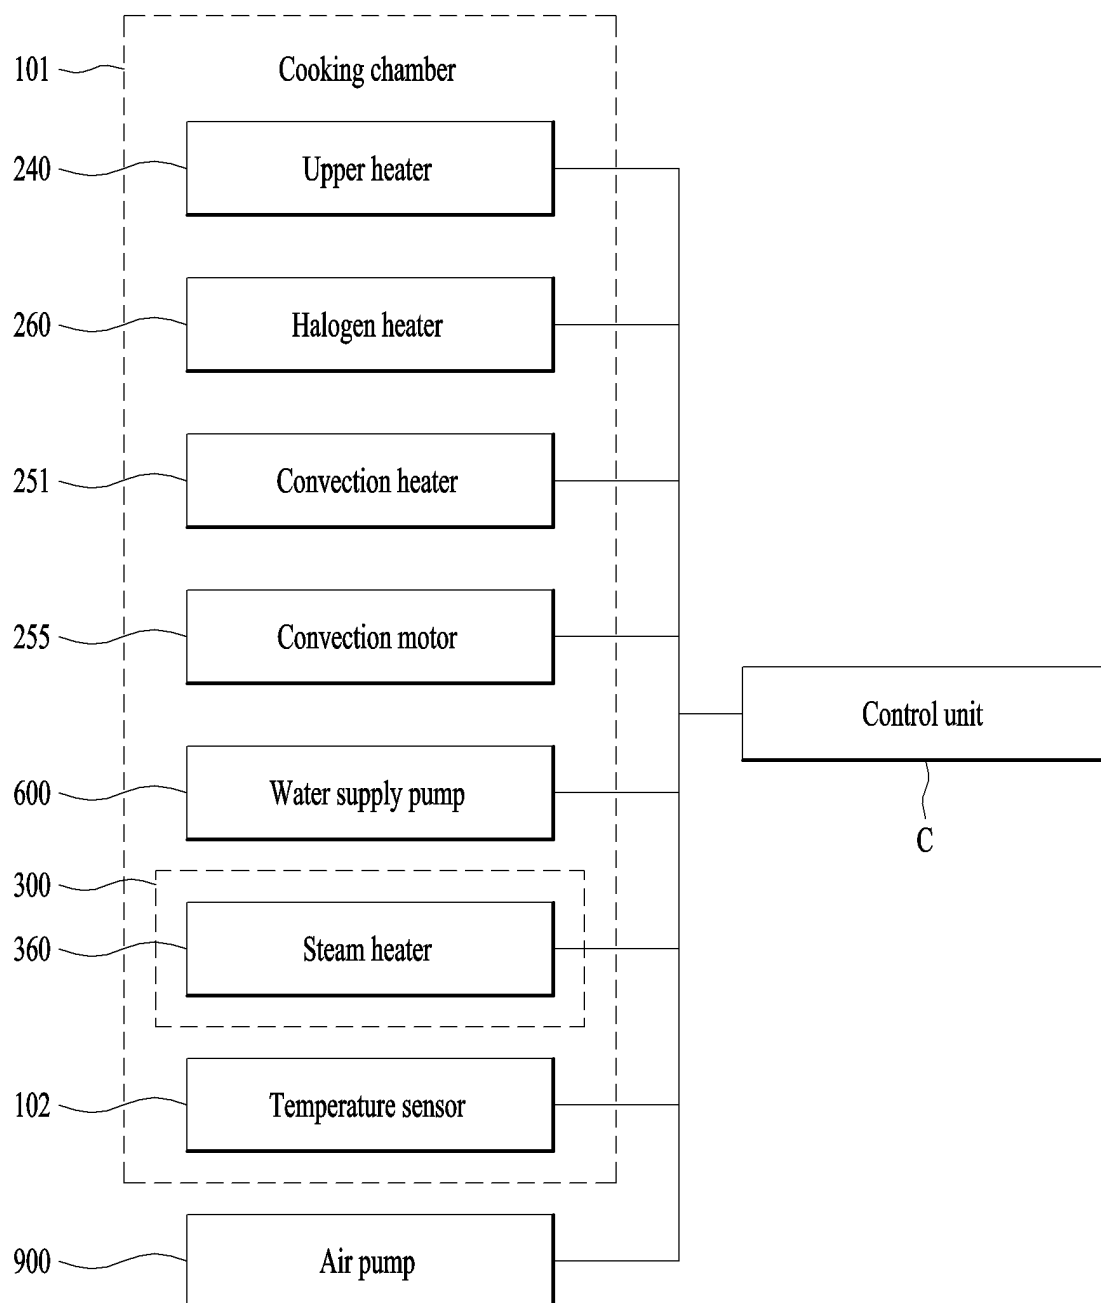 101 Cooking chamber
240 Upper heater
260 Halogen heater
251 Convection heater
255 Convection motor
Control unit
600 Water supply pump
C
300
360 Steam heater
102 Temperature sensor
900 Air pump